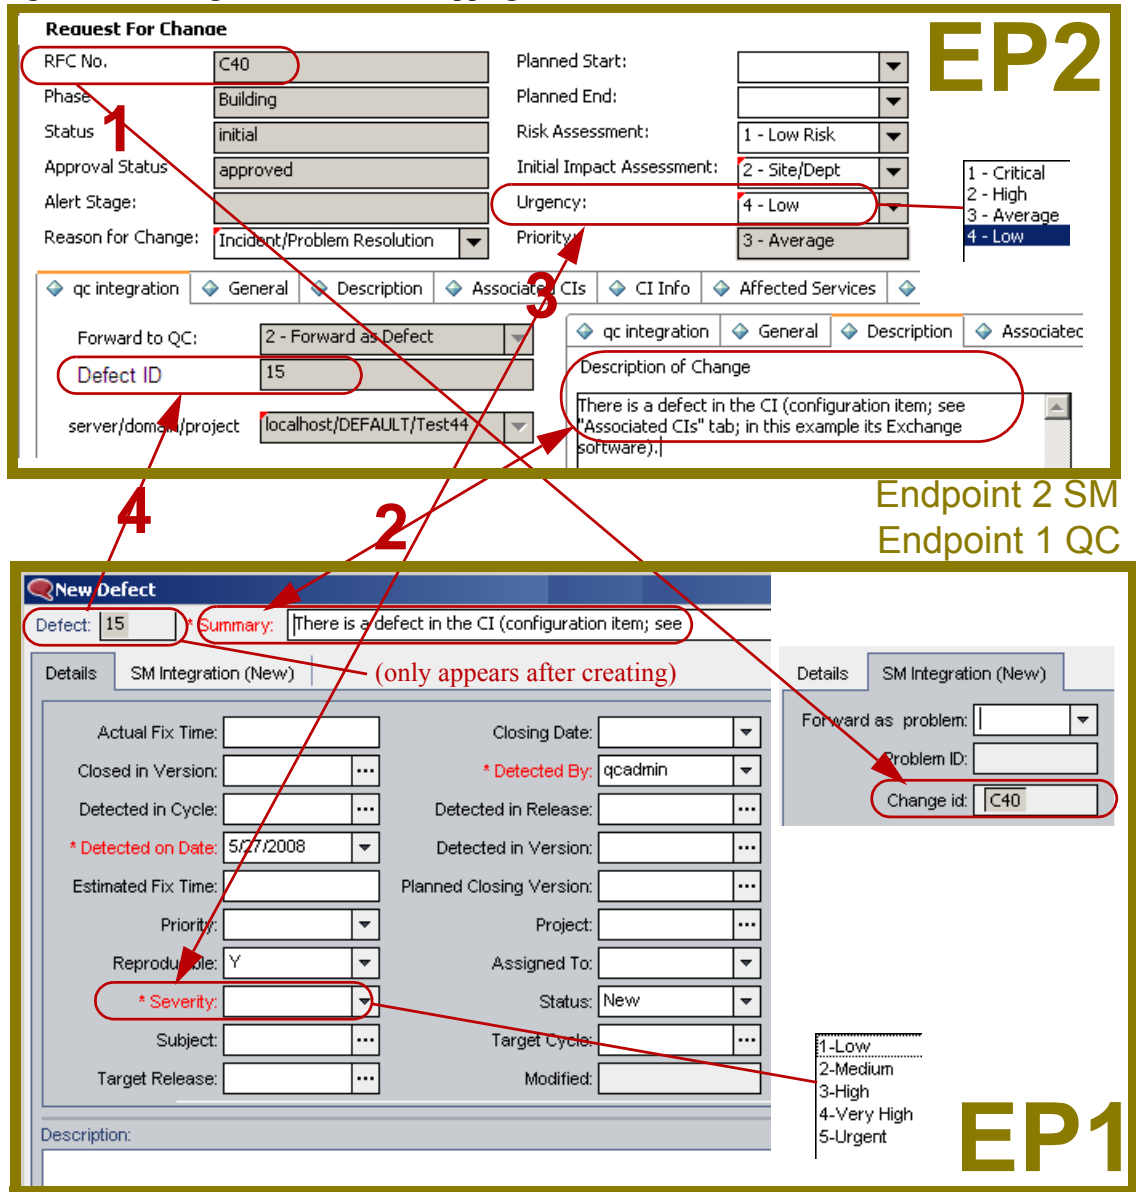 Request For Change
EP2
RFC No.
C40
Planned Start:
Phase
Building
Planned End:
1
Status
initial
Risk Assessment:
1 - Low Risk
Approval Status
approved
Initial Impact Assessment:
2 - Site/Dept
1 - Critical
2 - High
3 - Average
4 - Low
Alert Stage:
Urgency:
4 - Low
Reason for Change:
Incident/Problem Resolution
Priority:
3 - Average
qc integration
General
Description
Associated CIs
CI Info
Affected Services
3
Forward to QC:
2 - Forward as Defect
qc integration
General
Description
Associated
Defect ID
15
Description of Change
server/domain/project
localhost/DEFAULT/Test44
There is a defect in the CI (configuration item; see
"Associated CIs" tab; in this example its Exchange
software).
4
2
Endpoint 2 SM
Endpoint 1 QC
New Defect
Defect:
15
* Summary:
There is a defect in the CI (configuration item; see
(only appears after creating)
Details
SM Integration (New)
Details
SM Integration (New)
Actual Fix Time:
Closing Date:
Forward as problem:
Closed in Version:
* Detected By:
qcadmin
Problem ID:
Detected in Cycle:
Detected in Release:
Change id:
C40
* Detected on Date:
5/27/2008
Detected in Version:
Estimated Fix Time:
Planned Closing Version:
Priority:
Project:
Reproducible:
Y
Assigned To:
* Severity:
Status:
New
Subject:
Target Cycle:
Target Release:
Modified:
1-Low
2-Medium
3-High
4-Very High
5-Urgent
Description:
EP1